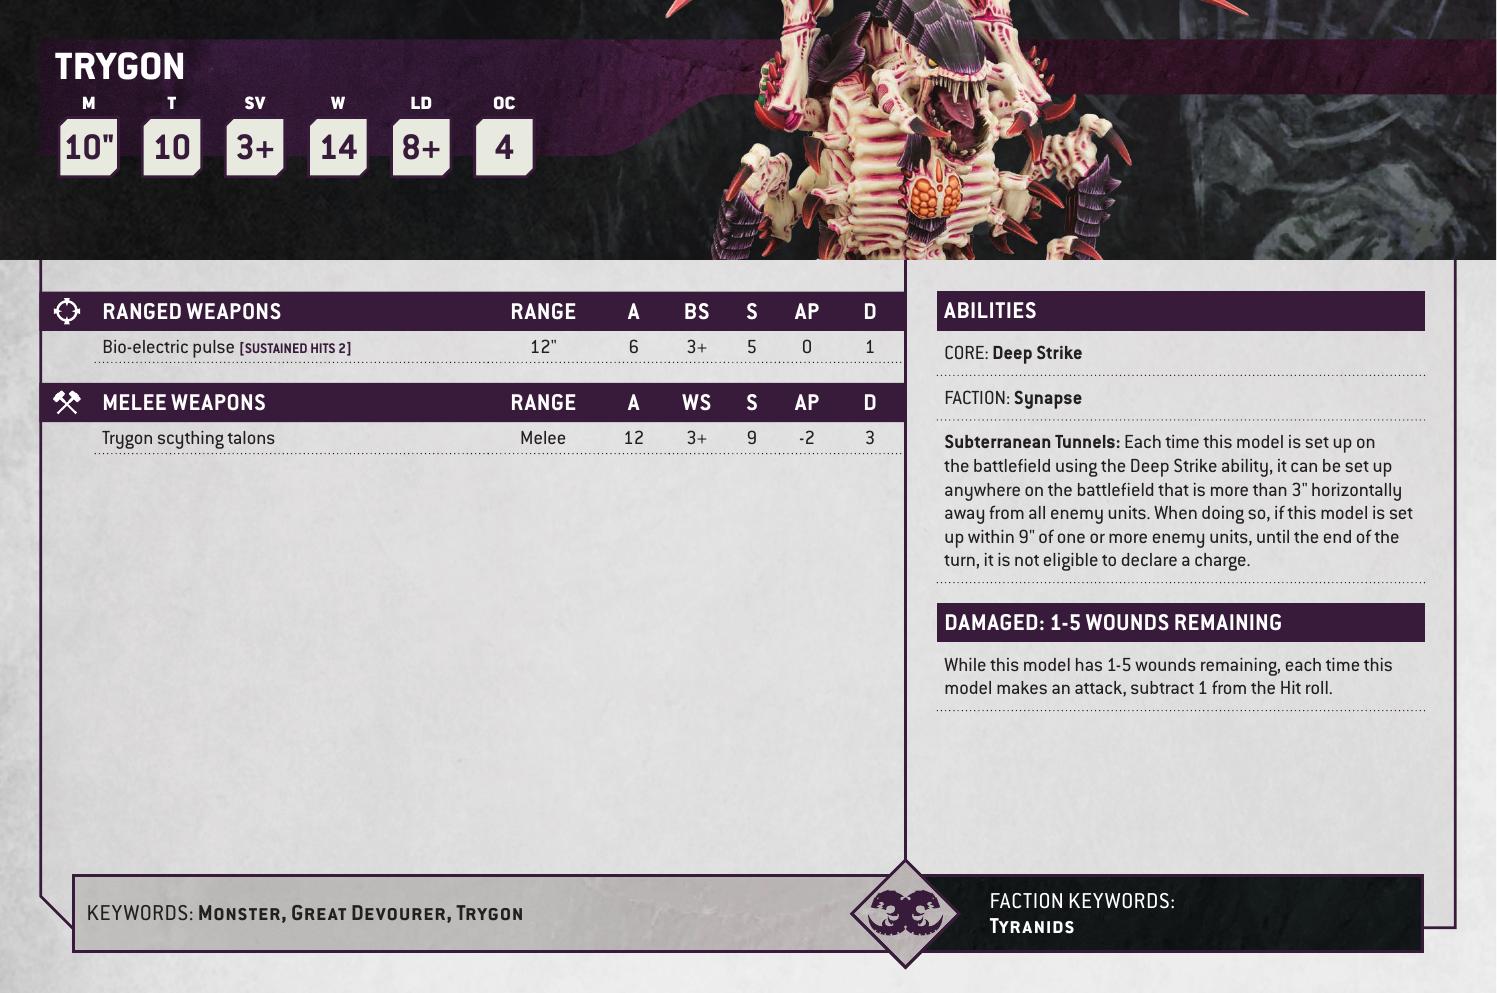 TRYGON
M T SV W LD OC
10" 10 3+ 14 8+ 4
RANGED WEAPONS RANGE A BS S AP D
Bio-electric pulse [SUSTAINED HITS 2] 12" 6 3+ 5 0 1
MELEE WEAPONS RANGE A WS S AP D
Trygon scything talons Melee 12 3+ 9 -2 3
ABILITIES
CORE: Deep Strike
FACTION: Synapse
Subterranean Tunnels: Each time this model is set up on
the battlefield using the Deep Strike ability, it can be set up
anywhere on the battlefield that is more than 3" horizontally
away from all enemy units. When doing so, if this model is set
up within 9" of one or more enemy units, until the end of the
turn, it is not eligible to declare a charge.
DAMAGED: 1-5 WOUNDS REMAINING
While this model has 1-5 wounds remaining, each time this
model makes an attack, subtract 1 from the Hit roll.
KEYWORDS: MONSTER, GREAT DEVOURER, TRYGON
FACTION KEYWORDS:
TYRANIDS